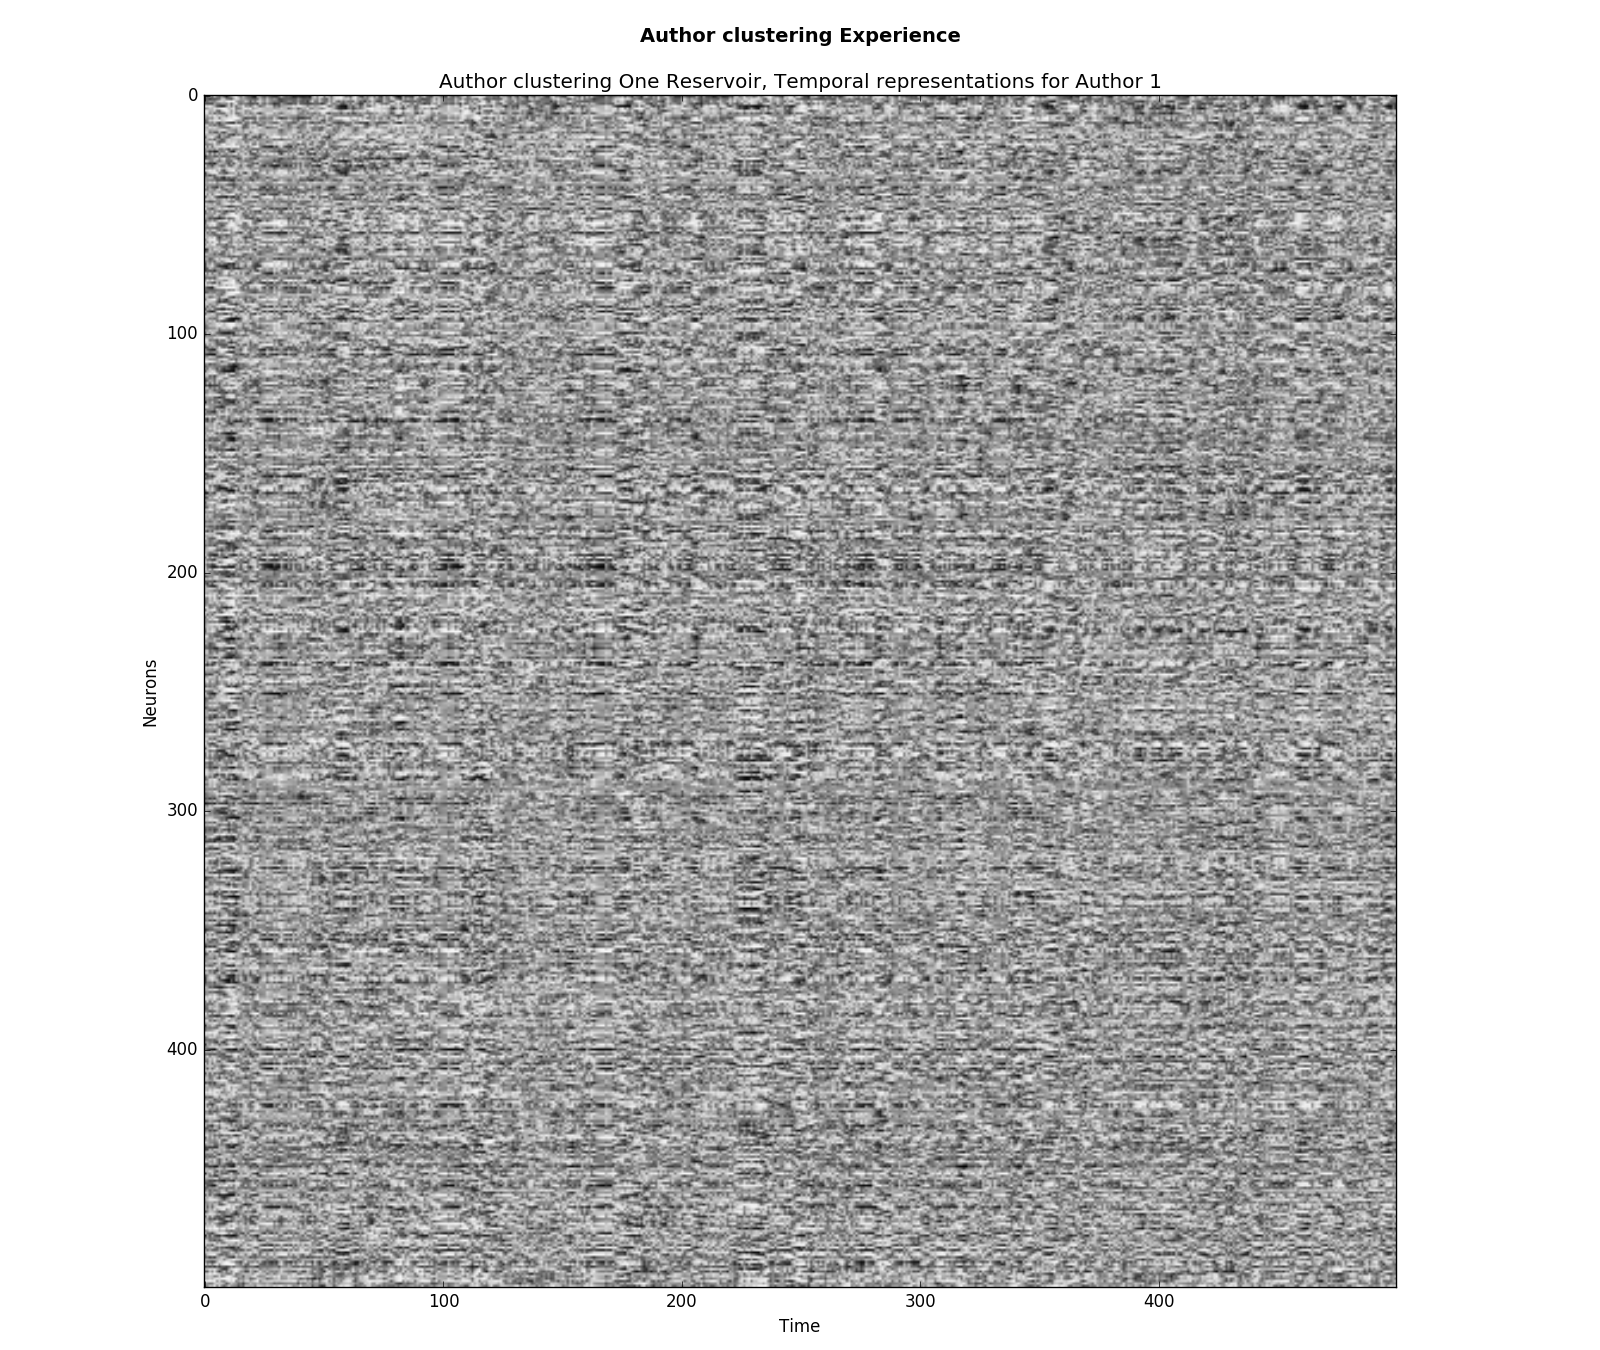 Author clustering Experience
Author clustering One Reservoir, Temporal representations for Author 1
0
100
200
300
400
Neurons
0 100 200 300 400
Time